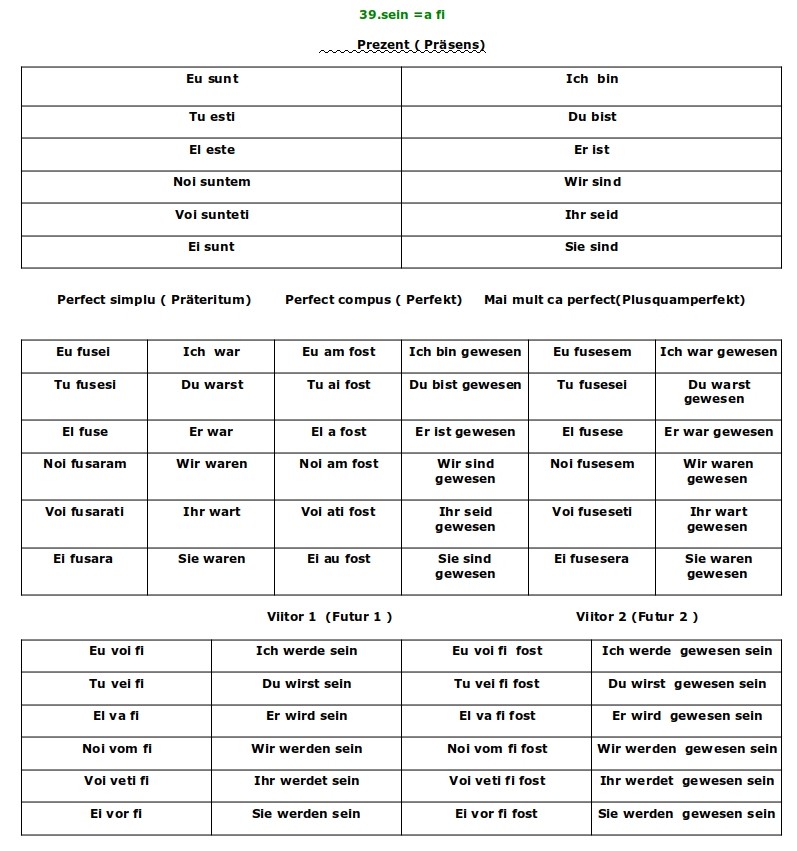 39.sein =a fi
Prezent ( Präsens)
Eu sunt Ich bin
Tu esti Du bist
El este Er ist
Noi suntem Wir sind
Voi sunteti Ihr seid
Ei sunt Sie sind
Perfect simplu ( Präteritum) Perfect compus ( Perfekt) Mai mult ca perfect(Plusquamperfekt)
Eu fusei Ich war Eu am fost Ich bin gewesen Eu fusesem Ich war gewesen
Tu fusesi Du warst Tu ai fost Du bist gewesen Tu fusesei Du warst
gewesen
El fuse Er war El a fost Er ist gewesen El fusese Er war gewesen
Noi fusaram Wir waren Noi am fost Wir sind Noi fusesem Wir waren
gewesen gewesen
Voi fusarati Ihr wart Voi ati fost Ihr seid Voi fuseseti Ihr wart
gewesen gewesen
Ei fusara Sie waren Ei au fost Sie sind Ei fusesera Sie waren
gewesen gewesen
Viitor 1 (Futur 1 ) Viitor 2 (Futur 2 )
Eu voi fi Ich werde sein Eu voi fi fost Ich werde gewesen sein
Tu vei fi Du wirst sein Tu vei fi fost Du wirst gewesen sein
El va fi Er wird sein El va fi fost Er wird gewesen sein
Noi vom fi Wir werden sein Noi vom fi fost Wir werden gewesen sein
Voi veti fi Ihr werdet sein Voi veti fi fost Ihr werdet gewesen sein
Ei vor fi Sie werden sein Ei vor fi fost Sie werden gewesen sein